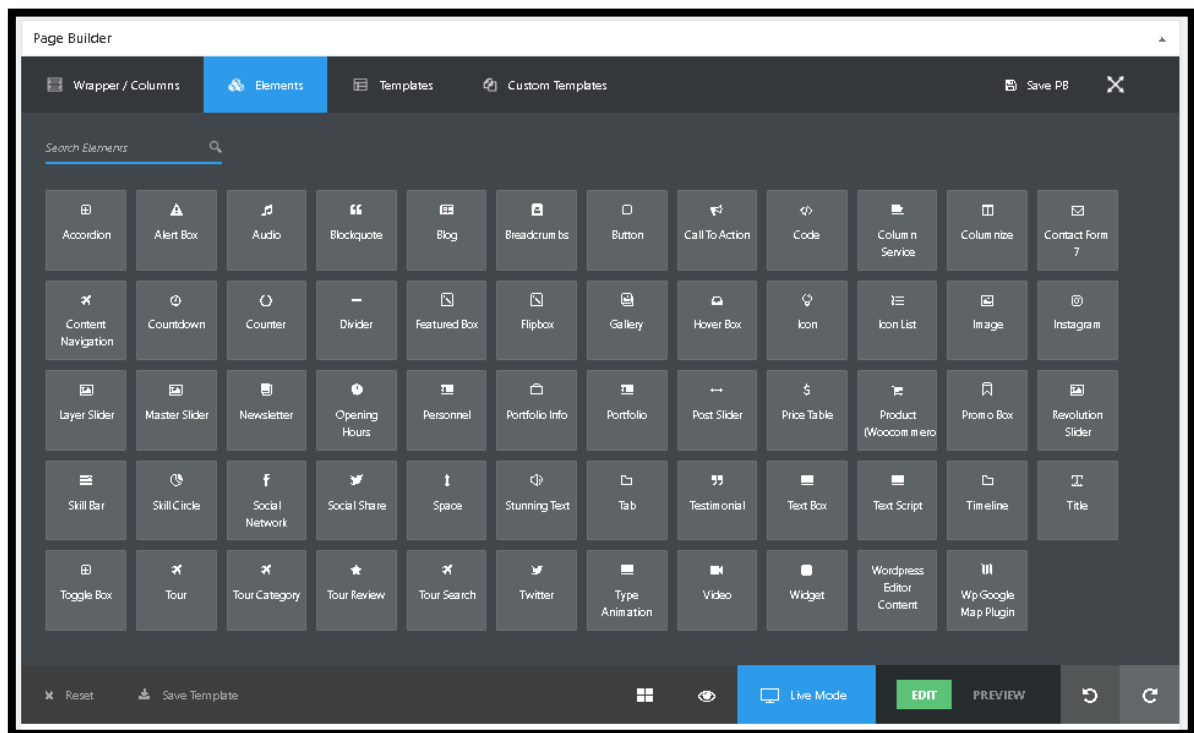 Page Builder
Wrapper / Columns
Elements
Templates
Custom Templates
Save PB
Search Elements
Accordion
Alert Box
Audio
Blockquote
Blog
Breadcrumbs
Button
Call To Action
Code
Column
Service
Columnize
Contact Form
7
Content
Navigation
Countdown
Counter
Divider
Featured Box
Flipbox
Gallery
Hover Box
Icon
Icon List
Image
Instagram
Layer Slider
Master Slider
Newsletter
Opening
Hours
Personnel
Portfolio Info
Portfolio
Post Slider
Price Table
Product
(Woocommerc
Promo Box
Revolution
Slider
Skill Bar
Skill Circle
Social
Network
Social Share
Space
Stunning Text
Tab
Testimonial
Text Box
Text Script
Timeline
Title
Toggle Box
Tour
Tour Category
Tour Review
Tour Search
Twitter
Type
Animation
Video
Widget
Wordpress
Editor
Content
Wp Google
Map Plugin
Reset
Save Template
Live Mode
EDIT
PREVIEW